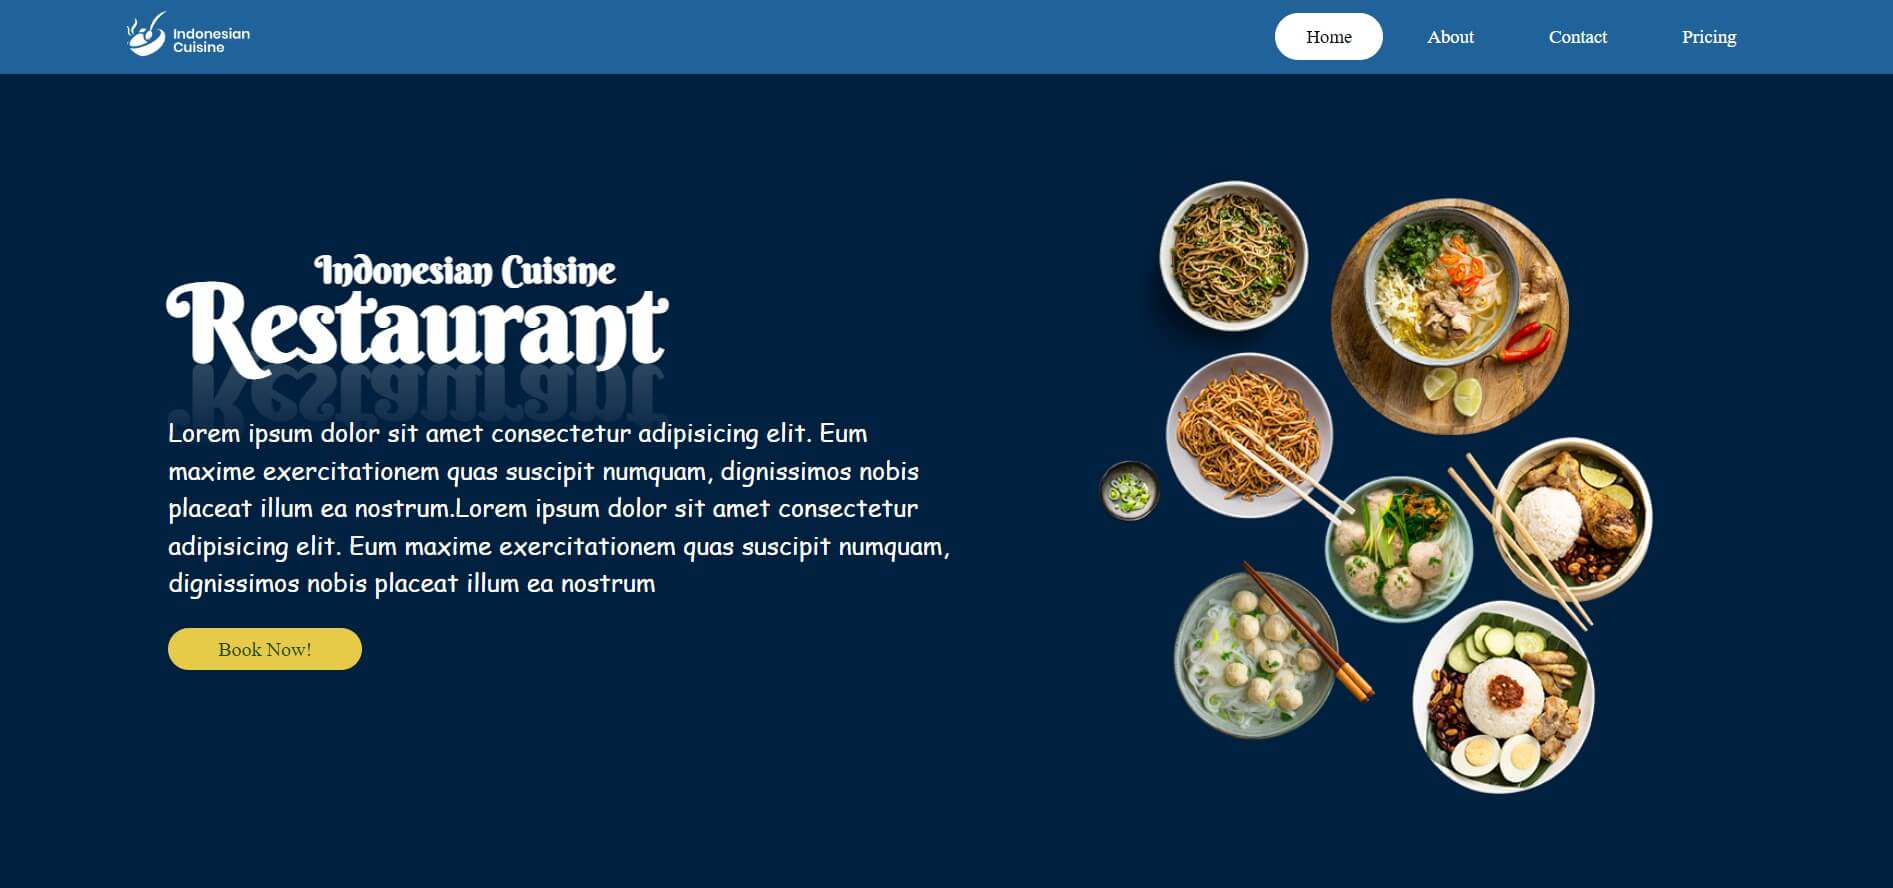 Indonesian
Cuisine
Home About Contact Pricing
Indonesian Cuisine
Restaurant
Lorem ipsum dolor sit amet consectetur adipisicing elit. Eum
maxime exercitationem quas suscipit numquam, dignissimos nobis
placeat illum ea nostrum.Lorem ipsum dolor sit amet consectetur
adipisicing elit. Eum maxime exercitationem quas suscipit numquam,
dignissimos nobis placeat illum ea nostrum
Book Now!